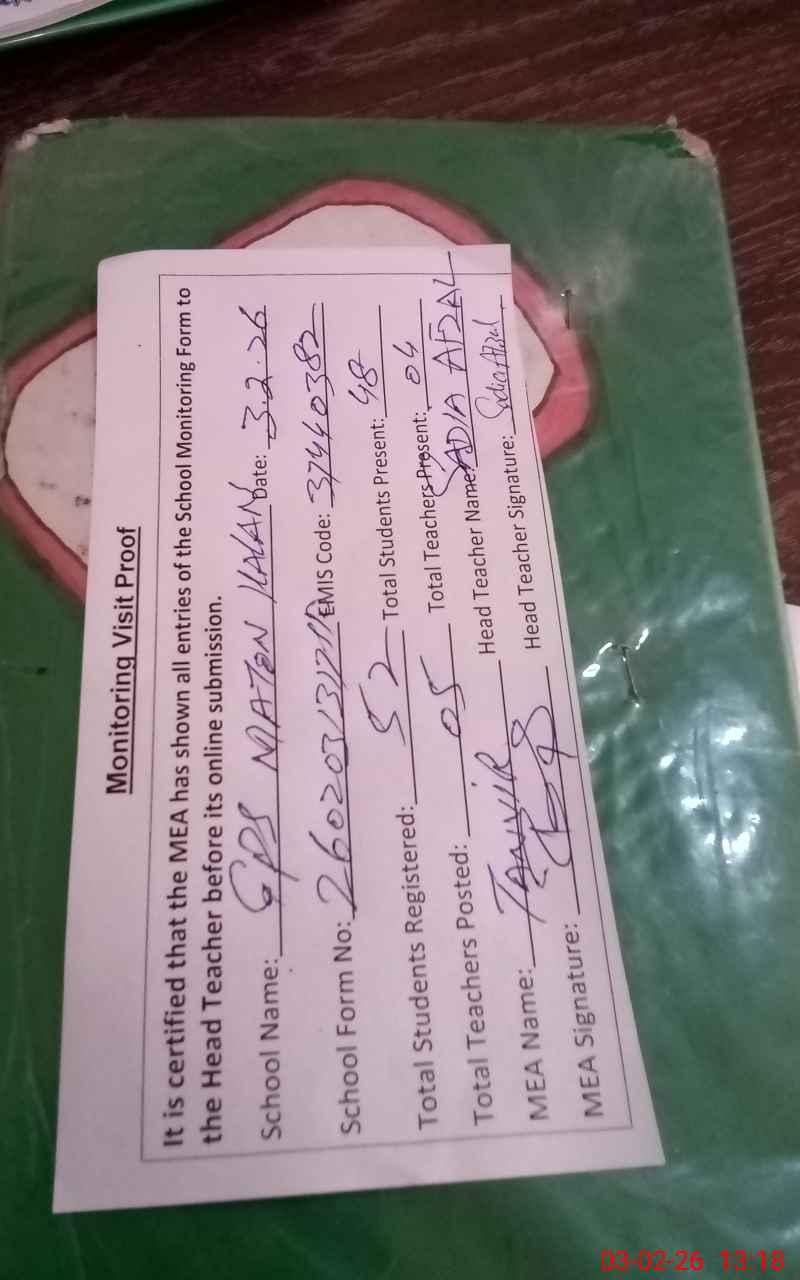 Monitoring Visit Proof
It is certified that the MEA has shown all entries of the School Monitoring Form to
the Head Teacher before its online submission.
School Name: GPS KALAN Date: 3.2.26
School Form No: EMIS Code: 37440382
Total Students Registered: 52 Total Students Present: 48
Total Teachers Posted: 05 Total Teachers Present: 04
MEA Name: TANVIR Head Teacher Name: SADIA AFZAL
MEA Signature: Head Teacher Signature: Sadia Afzal
03-02-26 13:18